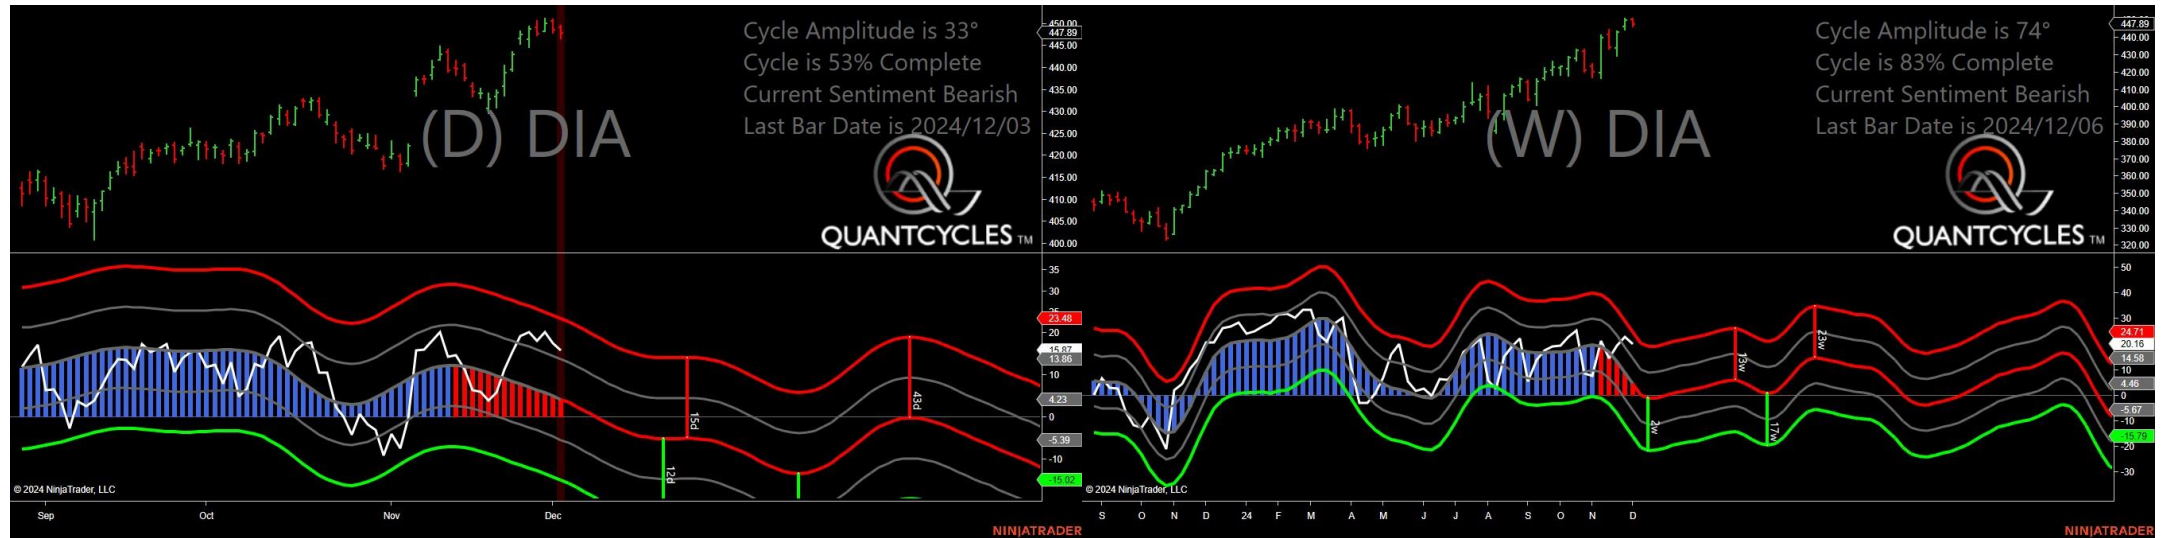 Cycle Amplitude is 33°
Cycle is 53% Complete
Current Sentiment Bearish
Last Bar Date is 2024/12/03
(D) DIA
QUANTCYCLES TM
450.00
447.89
445.00
440.00
435.00
430.00
425.00
420.00
415.00
410.00
405.00
400.00
35
30
23.48
20
15.87
13.86
10
4.23
0
-5.39
-10
-15.02
15d
12d
43d
© 2024 NinjaTrader, LLC
Sep Oct Nov Dec
NINJATRADER
Cycle Amplitude is 74°
Cycle is 83% Complete
Current Sentiment Bearish
Last Bar Date is 2024/12/06
(W) DIA
QUANTCYCLES TM
447.89
440.00
430.00
420.00
410.00
400.00
390.00
380.00
370.00
360.00
350.00
340.00
330.00
320.00
50
40
30
24.71
20.16
14.58
10
4.46
0
-5.67
-10
-15.79
-20
-30
2w
13w
17w
23w
© 2024 NinjaTrader, LLC
S O N D 24 F M A M J J A S O N D
NINJATRADER